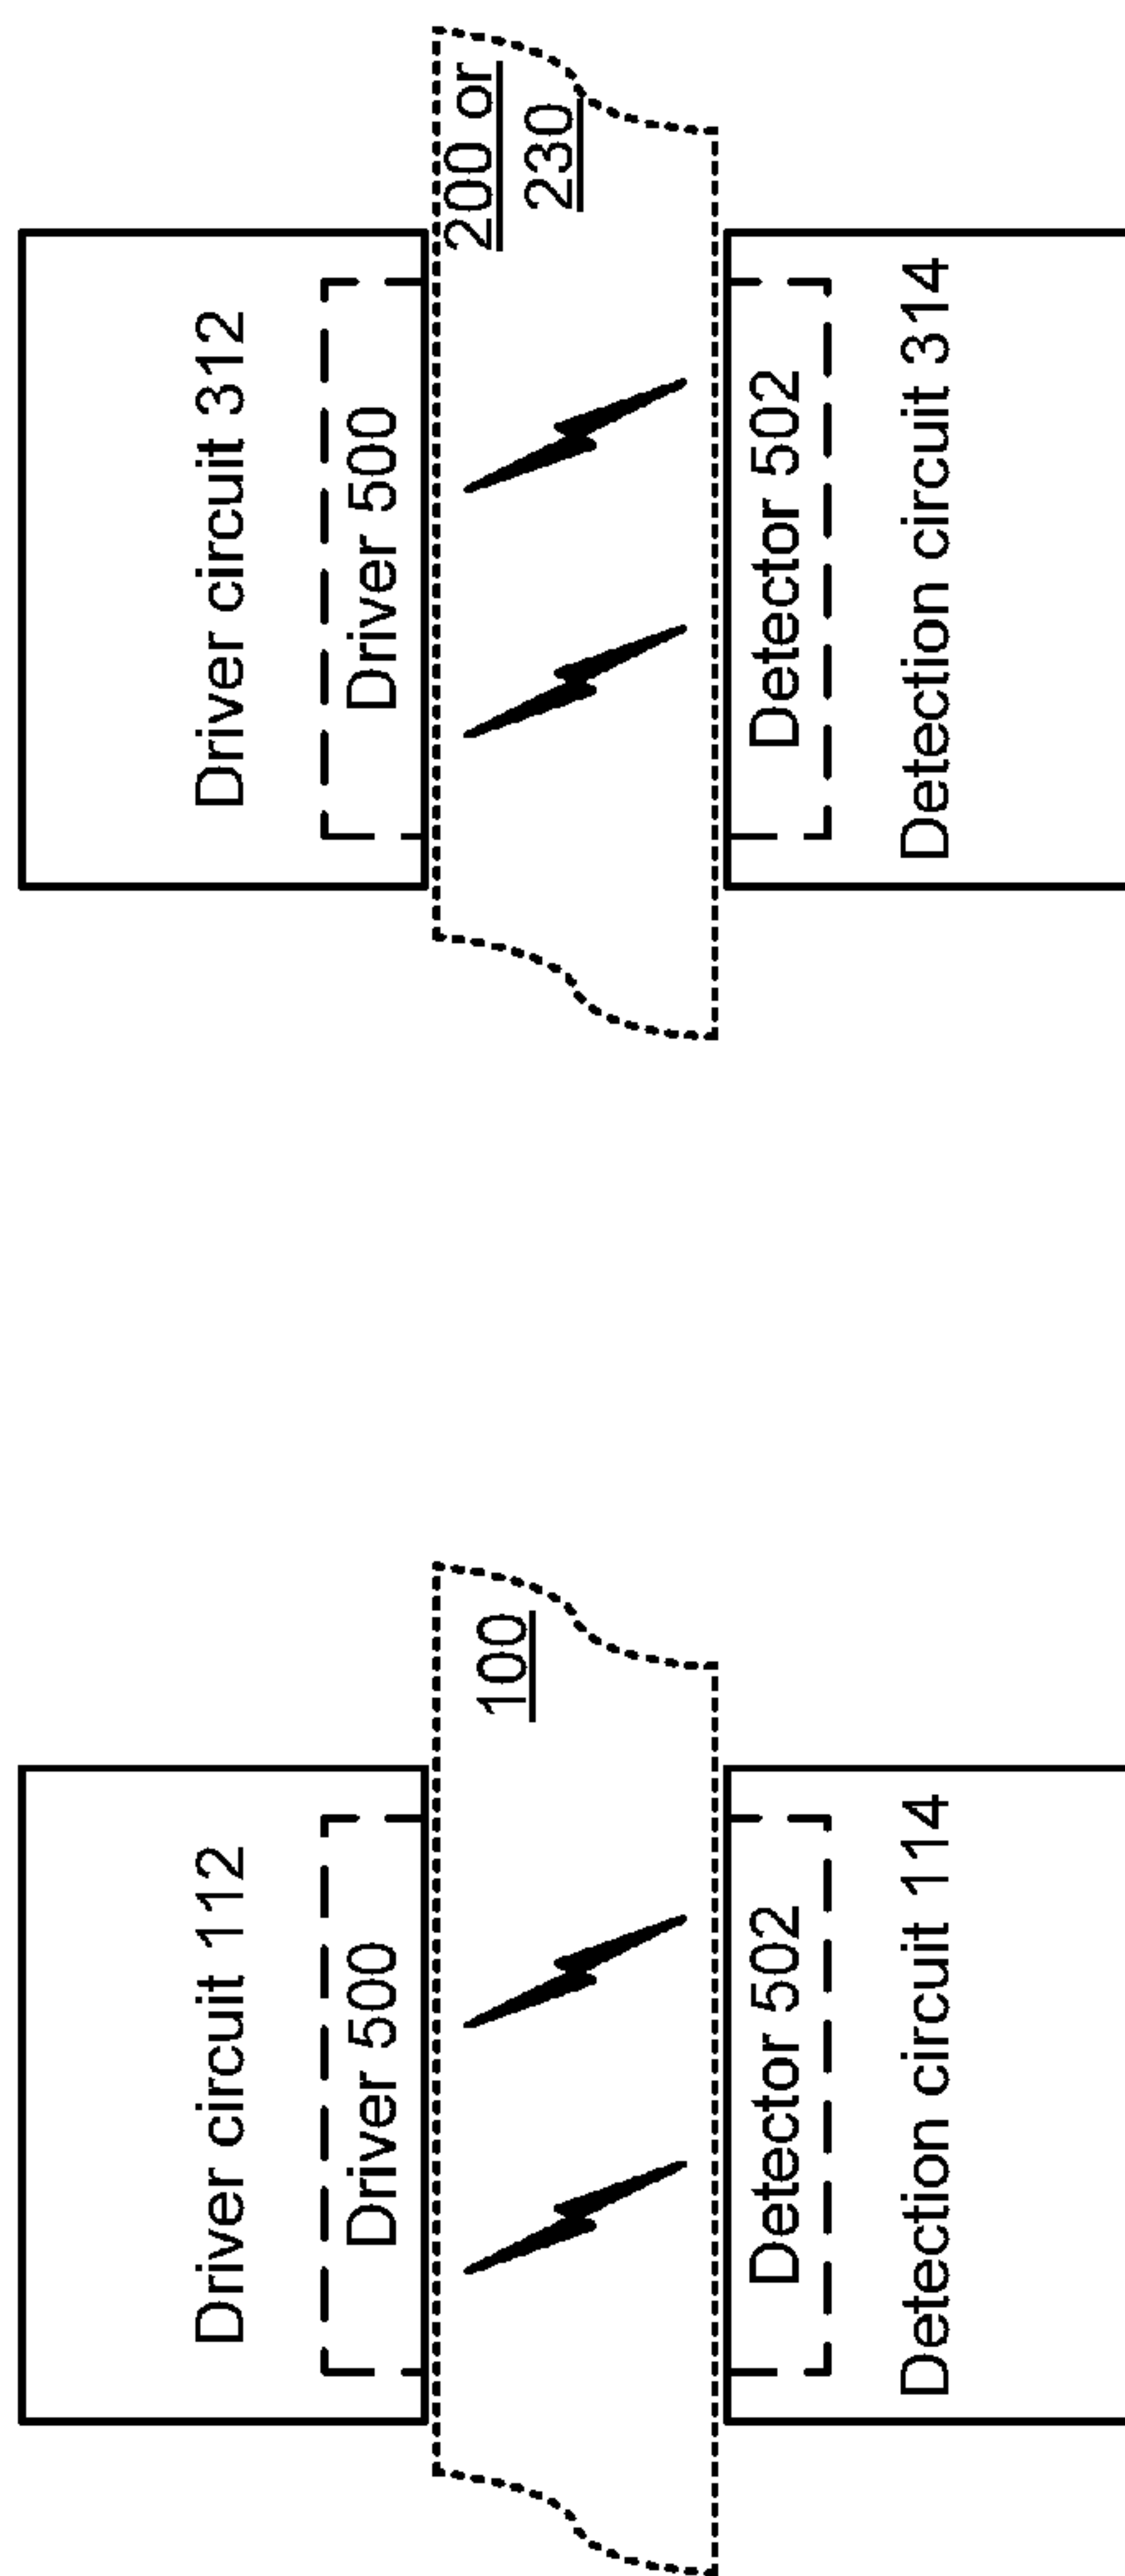 Driver circuit 112
Driver 500
100
Detector 502
Detection circuit 114
Driver circuit 312
Driver 500
200 or
230
Detector 502
Detection circuit 314